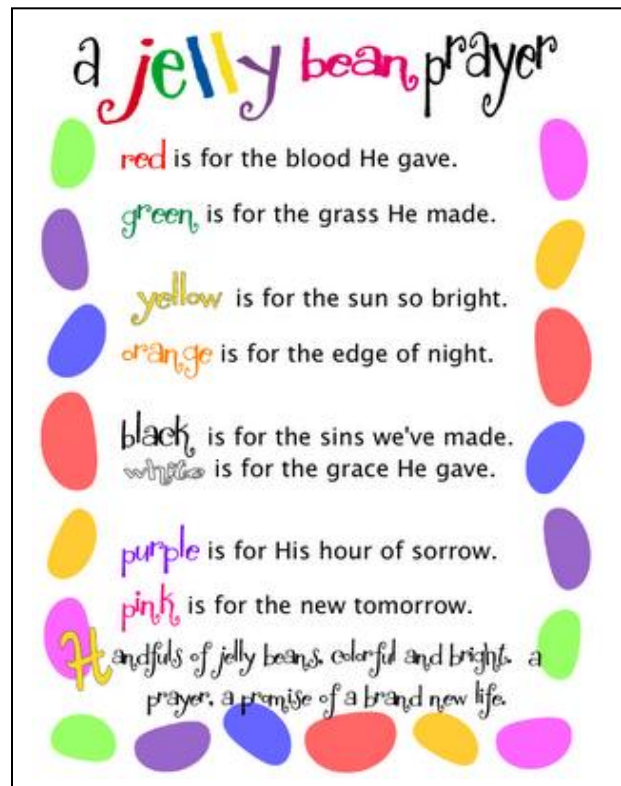 a jelly bean prayer
red is for the blood He gave.
green is for the grass He made.
yellow is for the sun so bright.
orange is for the edge of night.
black is for the sins we've made.
white is for the grace He gave.
purple is for His hour of sorrow.
pink is for the new tomorrow.
Handfuls of jelly beans, colorful and bright. a
prayer, a promise of a brand new life.